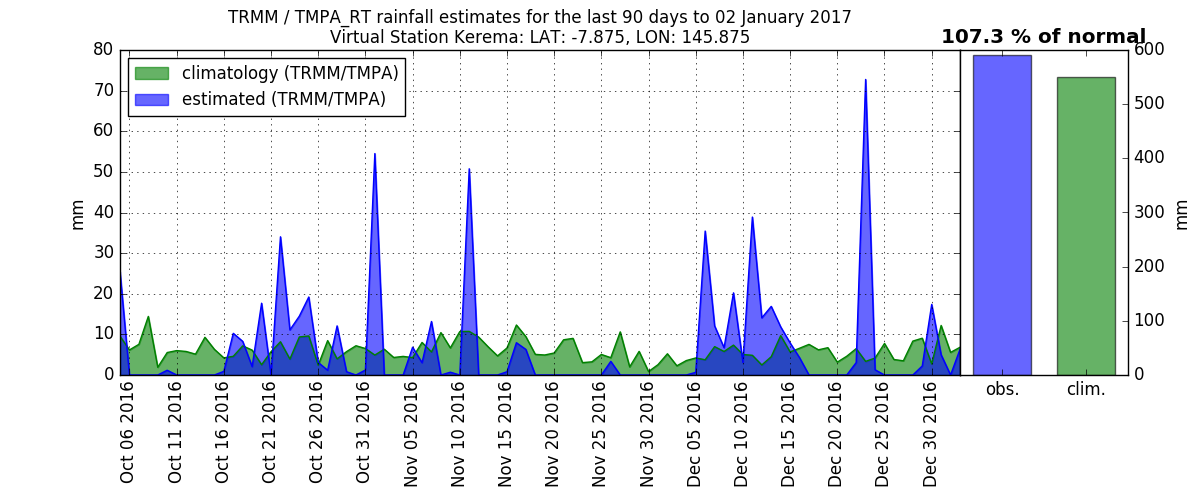 TRMM / TMPA_RT rainfall estimates for the last 90 days to 02 January 2017
Virtual Station Kerema: LAT: -7.875, LON: 145.875
107.3 % of normal
climatology (TRMM/TMPA)
estimated (TRMM/TMPA)
80
70
60
50
40
30
20
10
0
mm
Oct 06 2016
Oct 11 2016
Oct 16 2016
Oct 21 2016
Oct 26 2016
Oct 31 2016
Nov 05 2016
Nov 10 2016
Nov 15 2016
Nov 20 2016
Nov 25 2016
Nov 30 2016
Dec 05 2016
Dec 10 2016
Dec 15 2016
Dec 20 2016
Dec 25 2016
Dec 30 2016
600
500
400
300
200
100
0
mm
obs.
clim.